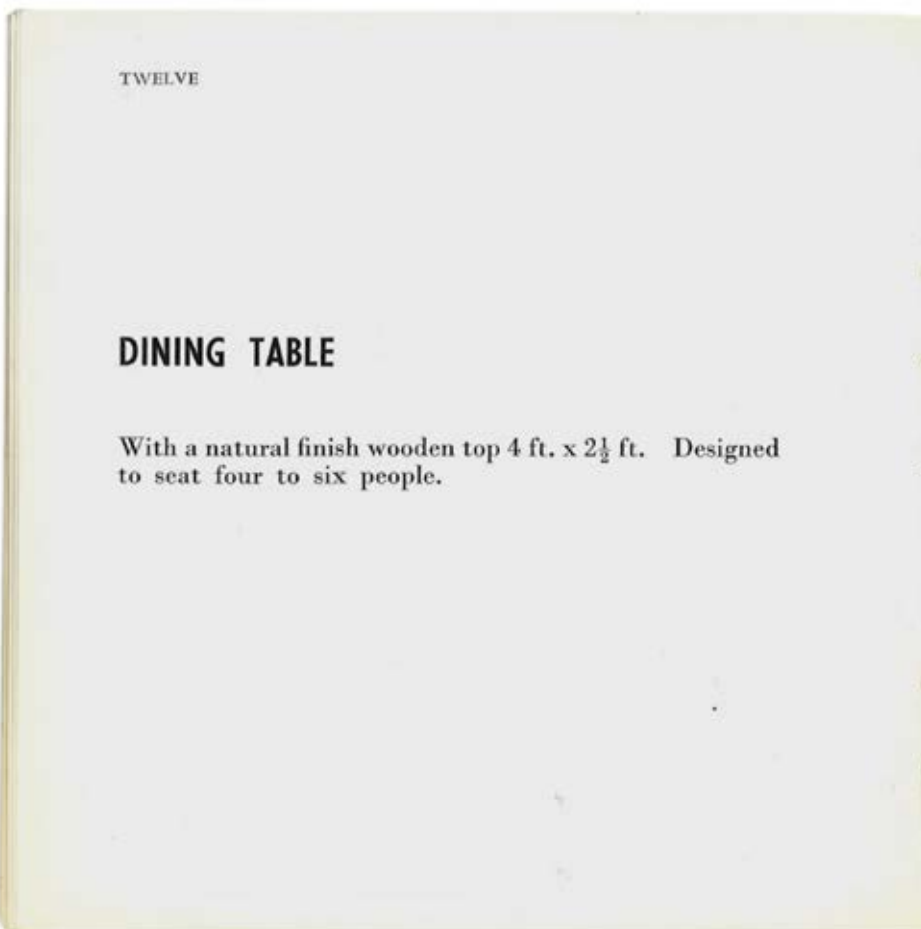 TWELVE
DINING TABLE
With a natural finish wooden top 4 ft. x 2½ ft. Designed
to seat four to six people.